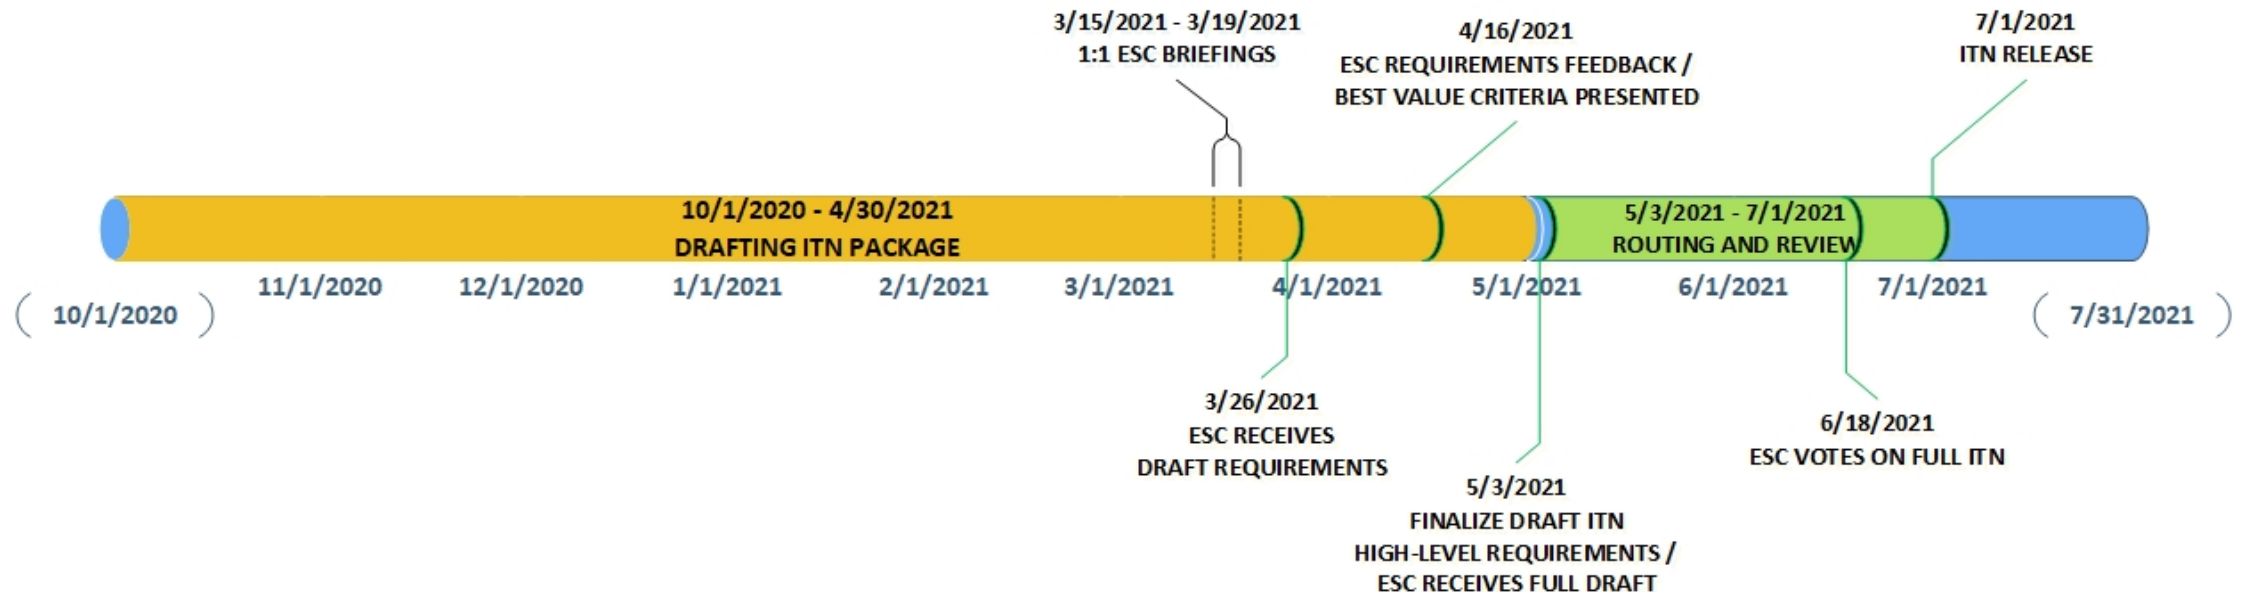 3/15/2021 - 3/19/2021
1:1 ESC BRIEFINGS
4/16/2021
ESC REQUIREMENTS FEEDBACK /
BEST VALUE CRITERIA PRESENTED
7/1/2021
ITN RELEASE
10/1/2020 - 4/30/2021
DRAFTING ITN PACKAGE
5/3/2021 - 7/1/2021
ROUTING AND REVIEW
11/1/2020
12/1/2020
1/1/2021
2/1/2021
3/1/2021
4/1/2021
5/1/2021
6/1/2021
7/1/2021
( 10/1/2020 )
( 7/31/2021 )
3/26/2021
ESC RECEIVES
DRAFT REQUIREMENTS
5/3/2021
FINALIZE DRAFT ITN
HIGH-LEVEL REQUIREMENTS /
ESC RECEIVES FULL DRAFT
6/18/2021
ESC VOTES ON FULL ITN